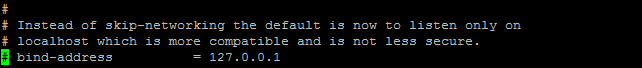 #
# Instead of skip-networking the default is now to listen only on
# localhost which is more compatible and is not less secure.
# bind-address          = 127.0.0.1